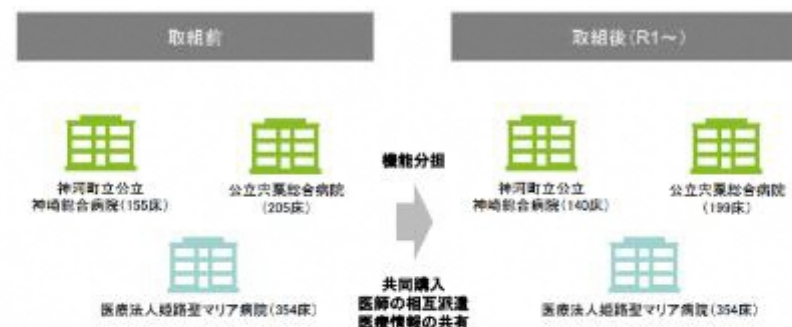 取組前
取組後(R1～)
神河町立公立
神崎総合病院(155床)
公立宍粟総合病院
(205床)
医療法人姫路聖マリア病院(354床)
機能分担
共同購入
医師の相互派遣
医療情報の共有
神河町立公立
神崎総合病院(140床)
公立宍粟総合病院
(199床)
医療法人姫路聖マリア病院(354床)